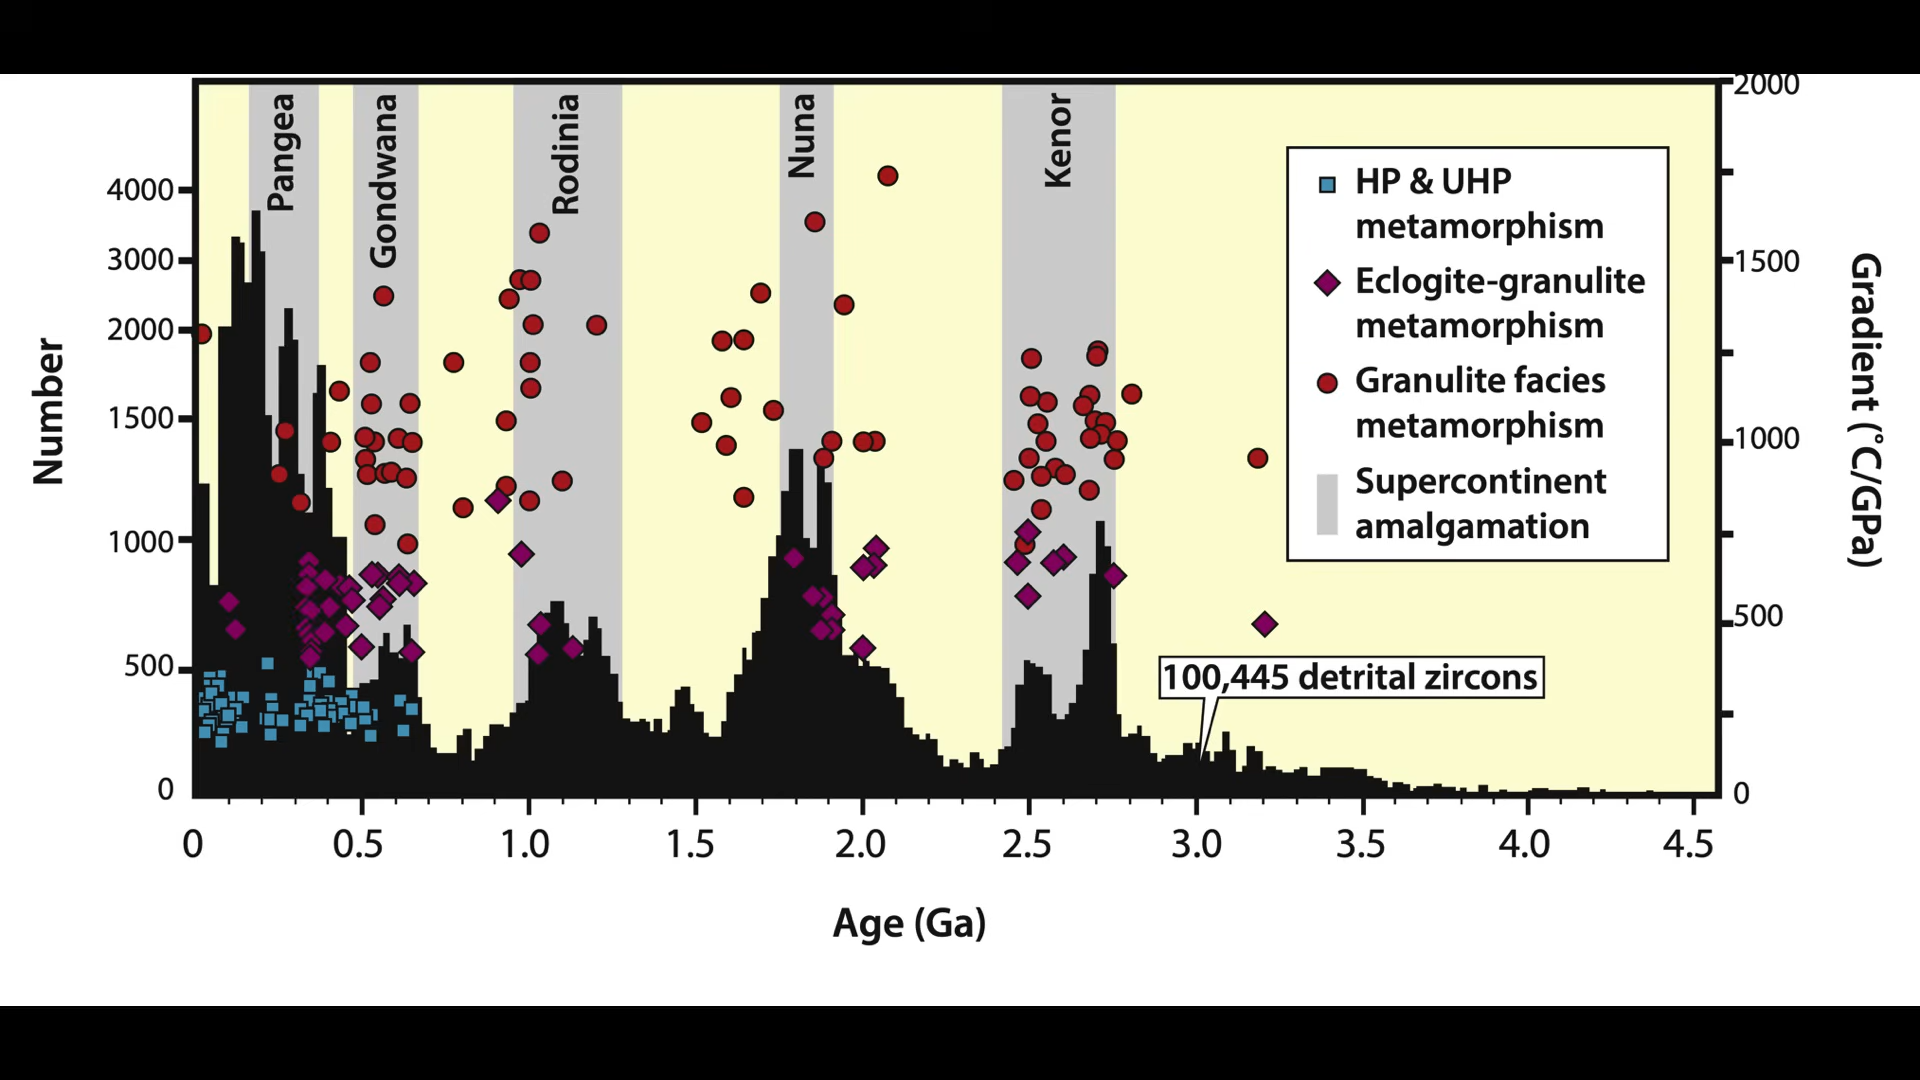 Pangea
Gondwana
Rodinia
Nuna
Kenor
4000
3000
2000
1500
1000
500
0
Number
2000
1500
1000
500
0
Gradient (°C/GPa)
HP & UHP
metamorphism
Eclogite-granulite
metamorphism
Granulite facies
metamorphism
Supercontinent
amalgamation
100,445 detrital zircons
0 0.5 1.0 1.5 2.0 2.5 3.0 3.5 4.0 4.5
Age (Ga)